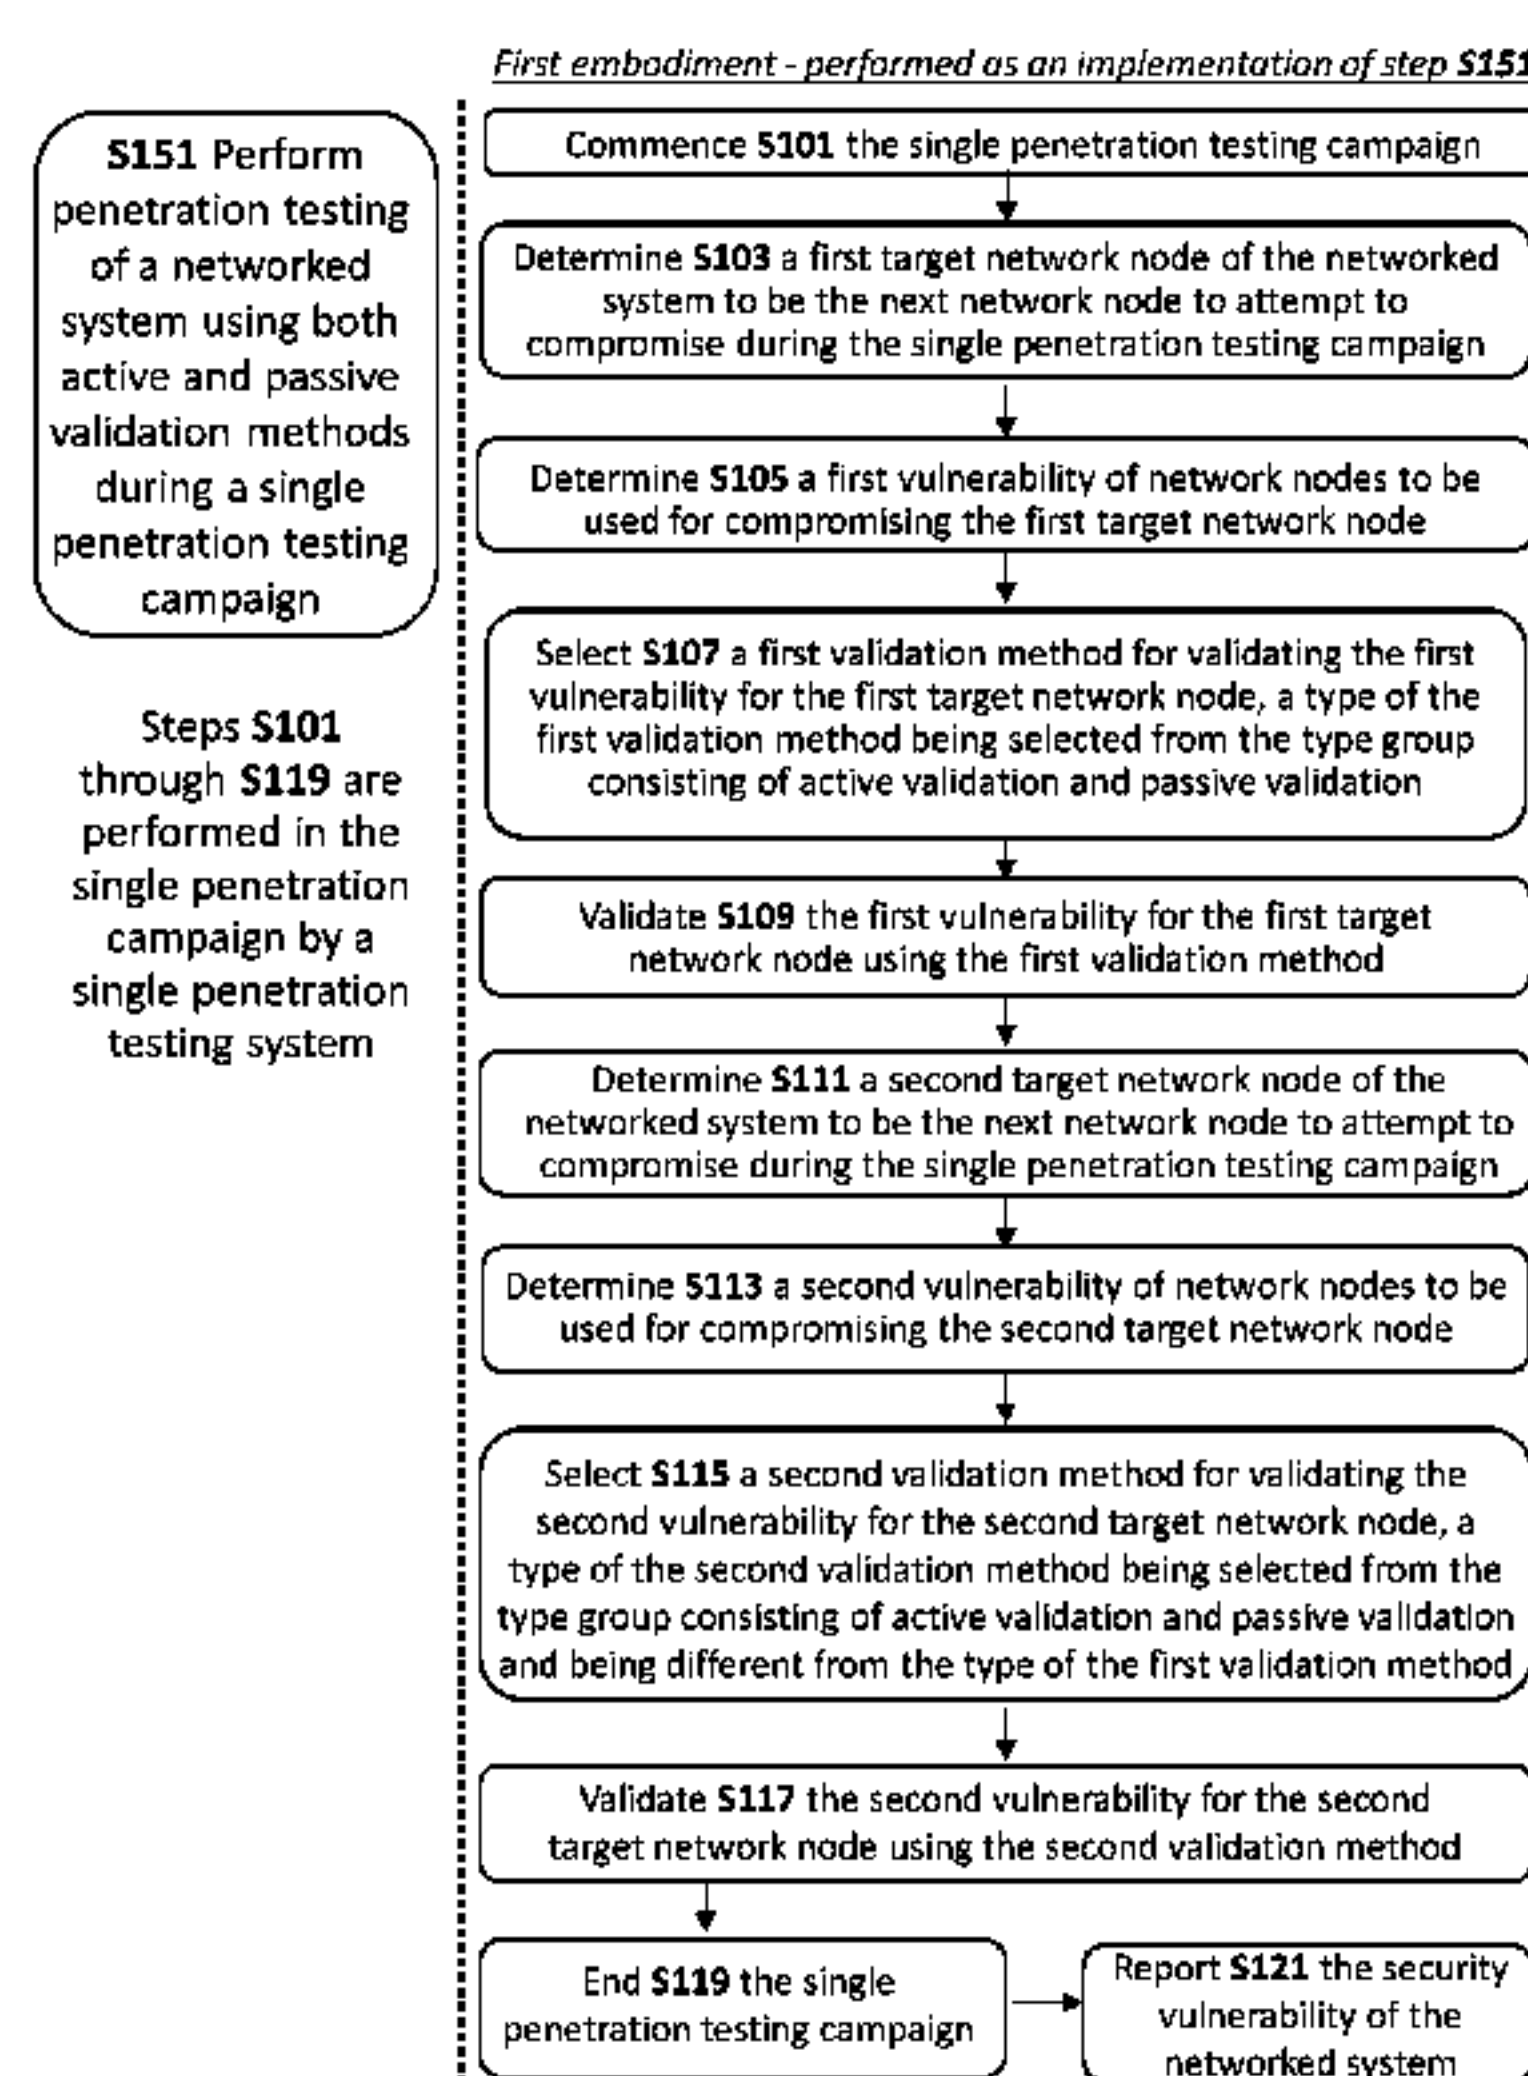 First embodiment - performed as an implementation of step S151
S151 Perform
penetration testing
of a networked
system using both
active and passive
validation methods
during a single
penetration testing
campaign
Steps S101
through S119 are
performed in the
single penetration
campaign by a
single penetration
testing system
Commence S101 the single penetration testing campaign
Determine S103 a first target network node of the networked
system to be the next network node to attempt to
compromise during the single penetration testing campaign
Determine S105 a first vulnerability of network nodes to be
used for compromising the first target network node
Select S107 a first validation method for validating the first
vulnerability for the first target network node, a type of the
first validation method being selected from the type group
consisting of active validation and passive validation
Validate S109 the first vulnerability for the first target
network node using the first validation method
Determine S111 a second target network node of the
networked system to be the next network node to attempt to
compromise during the single penetration testing campaign
Determine S113 a second vulnerability of network nodes to be
used for compromising the second target network node
Select S115 a second validation method for validating the
second vulnerability for the second target network node, a
type of the second validation method being selected from the
type group consisting of active validation and passive validation
and being different from the type of the first validation method
Validate S117 the second vulnerability for the second
target network node using the second validation method
End S119 the single
penetration testing campaign
Report S121 the security
vulnerability of the
networked system